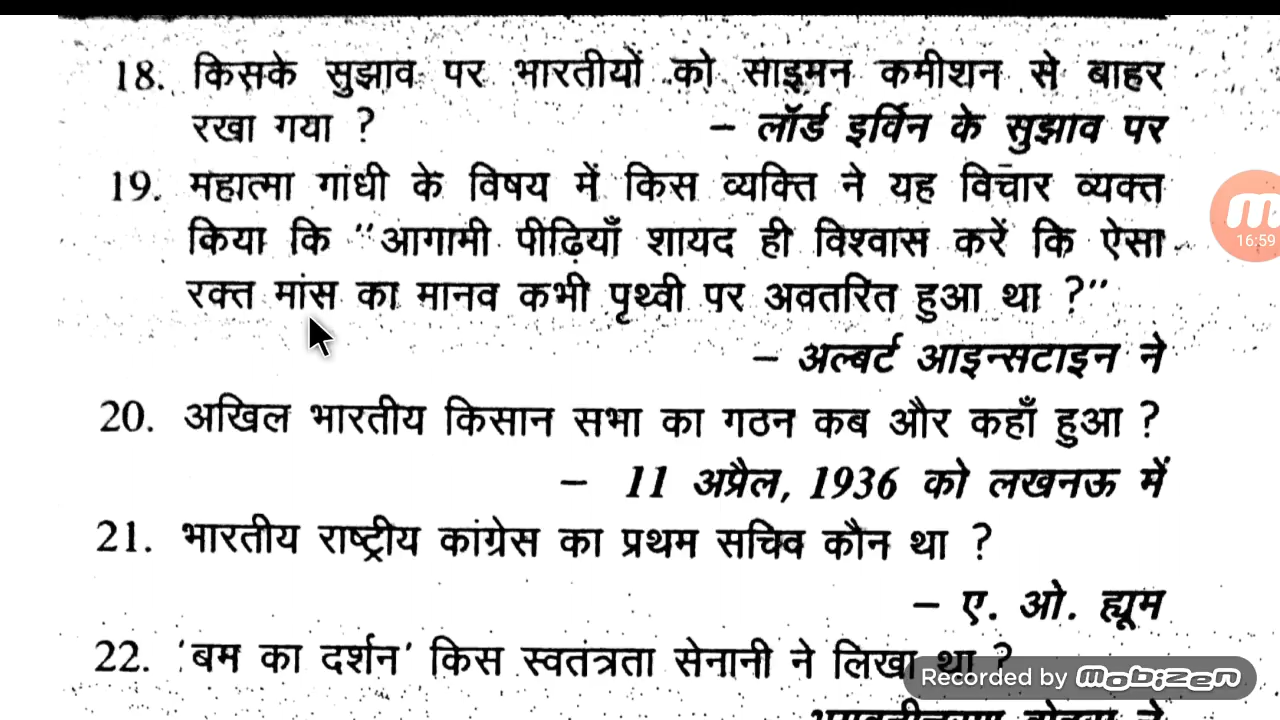 18. किसके सुझाव पर भारतीयों को साइमन कमीशन से बाहर
रखा गया ? – लॉर्ड इर्विन के सुझाव पर
19. महात्मा गांधी के विषय में किस व्यक्ति ने यह विचार व्यक्त
किया कि "आगामी पीढ़ियाँ शायद ही विश्वास करें कि ऐसा
रक्त मांस का मानव कभी पृथ्वी पर अवतरित हुआ था ?"
– अल्बर्ट आइन्सटाइन ने
20. अखिल भारतीय किसान सभा का गठन कब और कहाँ हुआ ?
– 11 अप्रैल, 1936 को लखनऊ में
21. भारतीय राष्ट्रीय कांग्रेस का प्रथम सचिव कौन था ?
– ए. ओ. ह्यूम
22. 'बम का दर्शन' किस स्वतंत्रता सेनानी ने लिखा था ?
16:59
Recorded by mobizen